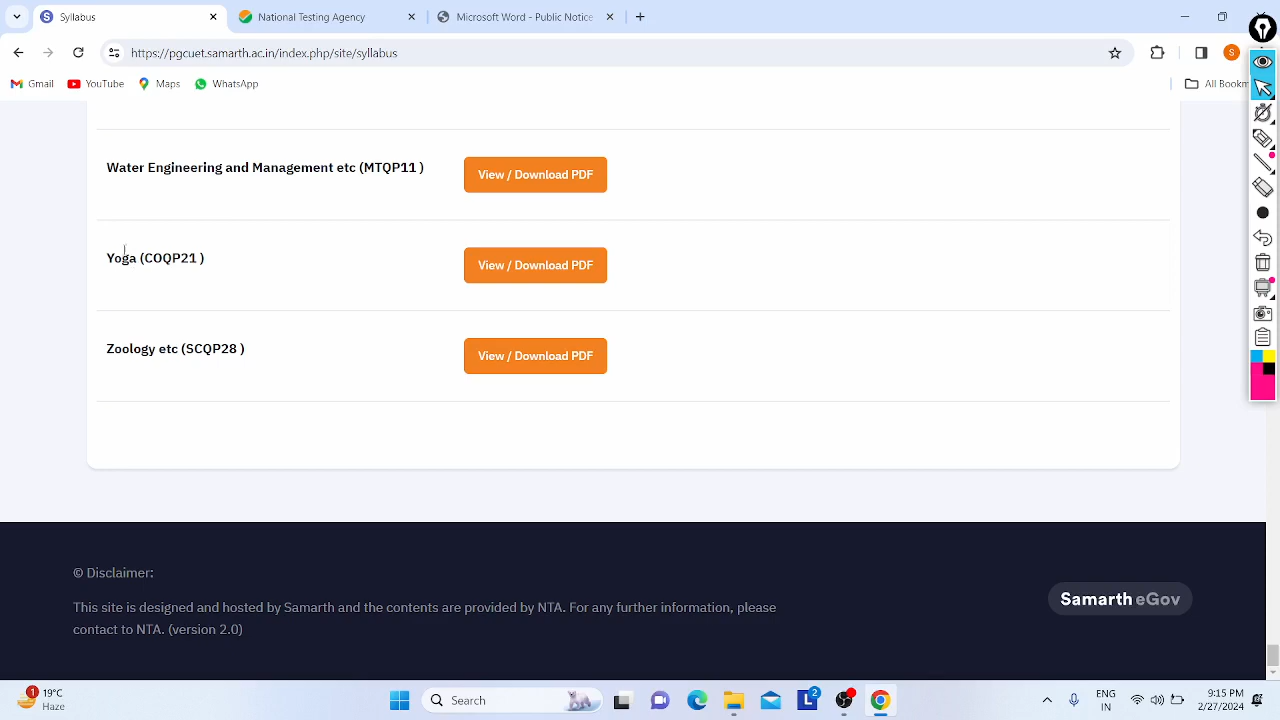 Syllabus
National Testing Agency
Microsoft Word - Public Notice
https://pgcuet.samarth.ac.in/index.php/site/syllabus
S
Gmail
YouTube
Maps
WhatsApp
All Bookm
Water Engineering and Management etc (MTQP11 )
View / Download PDF
Yoga (COQP21 )
View / Download PDF
Zoology etc (SCQP28 )
View / Download PDF
© Disclaimer:
This site is designed and hosted by Samarth and the contents are provided by NTA. For any further information, please
contact to NTA. (version 2.0)
Samarth eGov
1
19°C
Haze
Search
L
2
ENG
IN
9:15 PM
2/27/2024